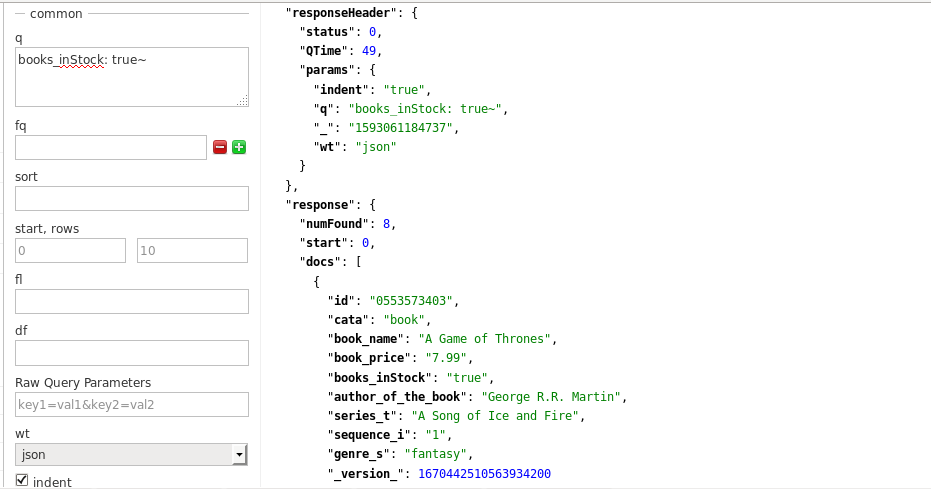 common
q
books_inStock: true~
fq
sort
start, rows
0
10
fl
df
Raw Query Parameters
key1=val1&key2=val2
wt
json
indent
"responseHeader": {
"status": 0,
"QTime": 49,
"params": {
"indent": "true",
"q": "books_inStock: true~",
"_": "1593061184737",
"wt": "json"
}
},
"response": {
"numFound": 8,
"start": 0,
"docs": [
{
"id": "0553573403",
"cata": "book",
"book_name": "A Game of Thrones",
"book_price": "7.99",
"books_inStock": "true",
"author_of_the_book": "George R.R. Martin",
"series_t": "A Song of Ice and Fire",
"sequence_i": "1",
"genre_s": "fantasy",
"_version_": 1670442510563934200